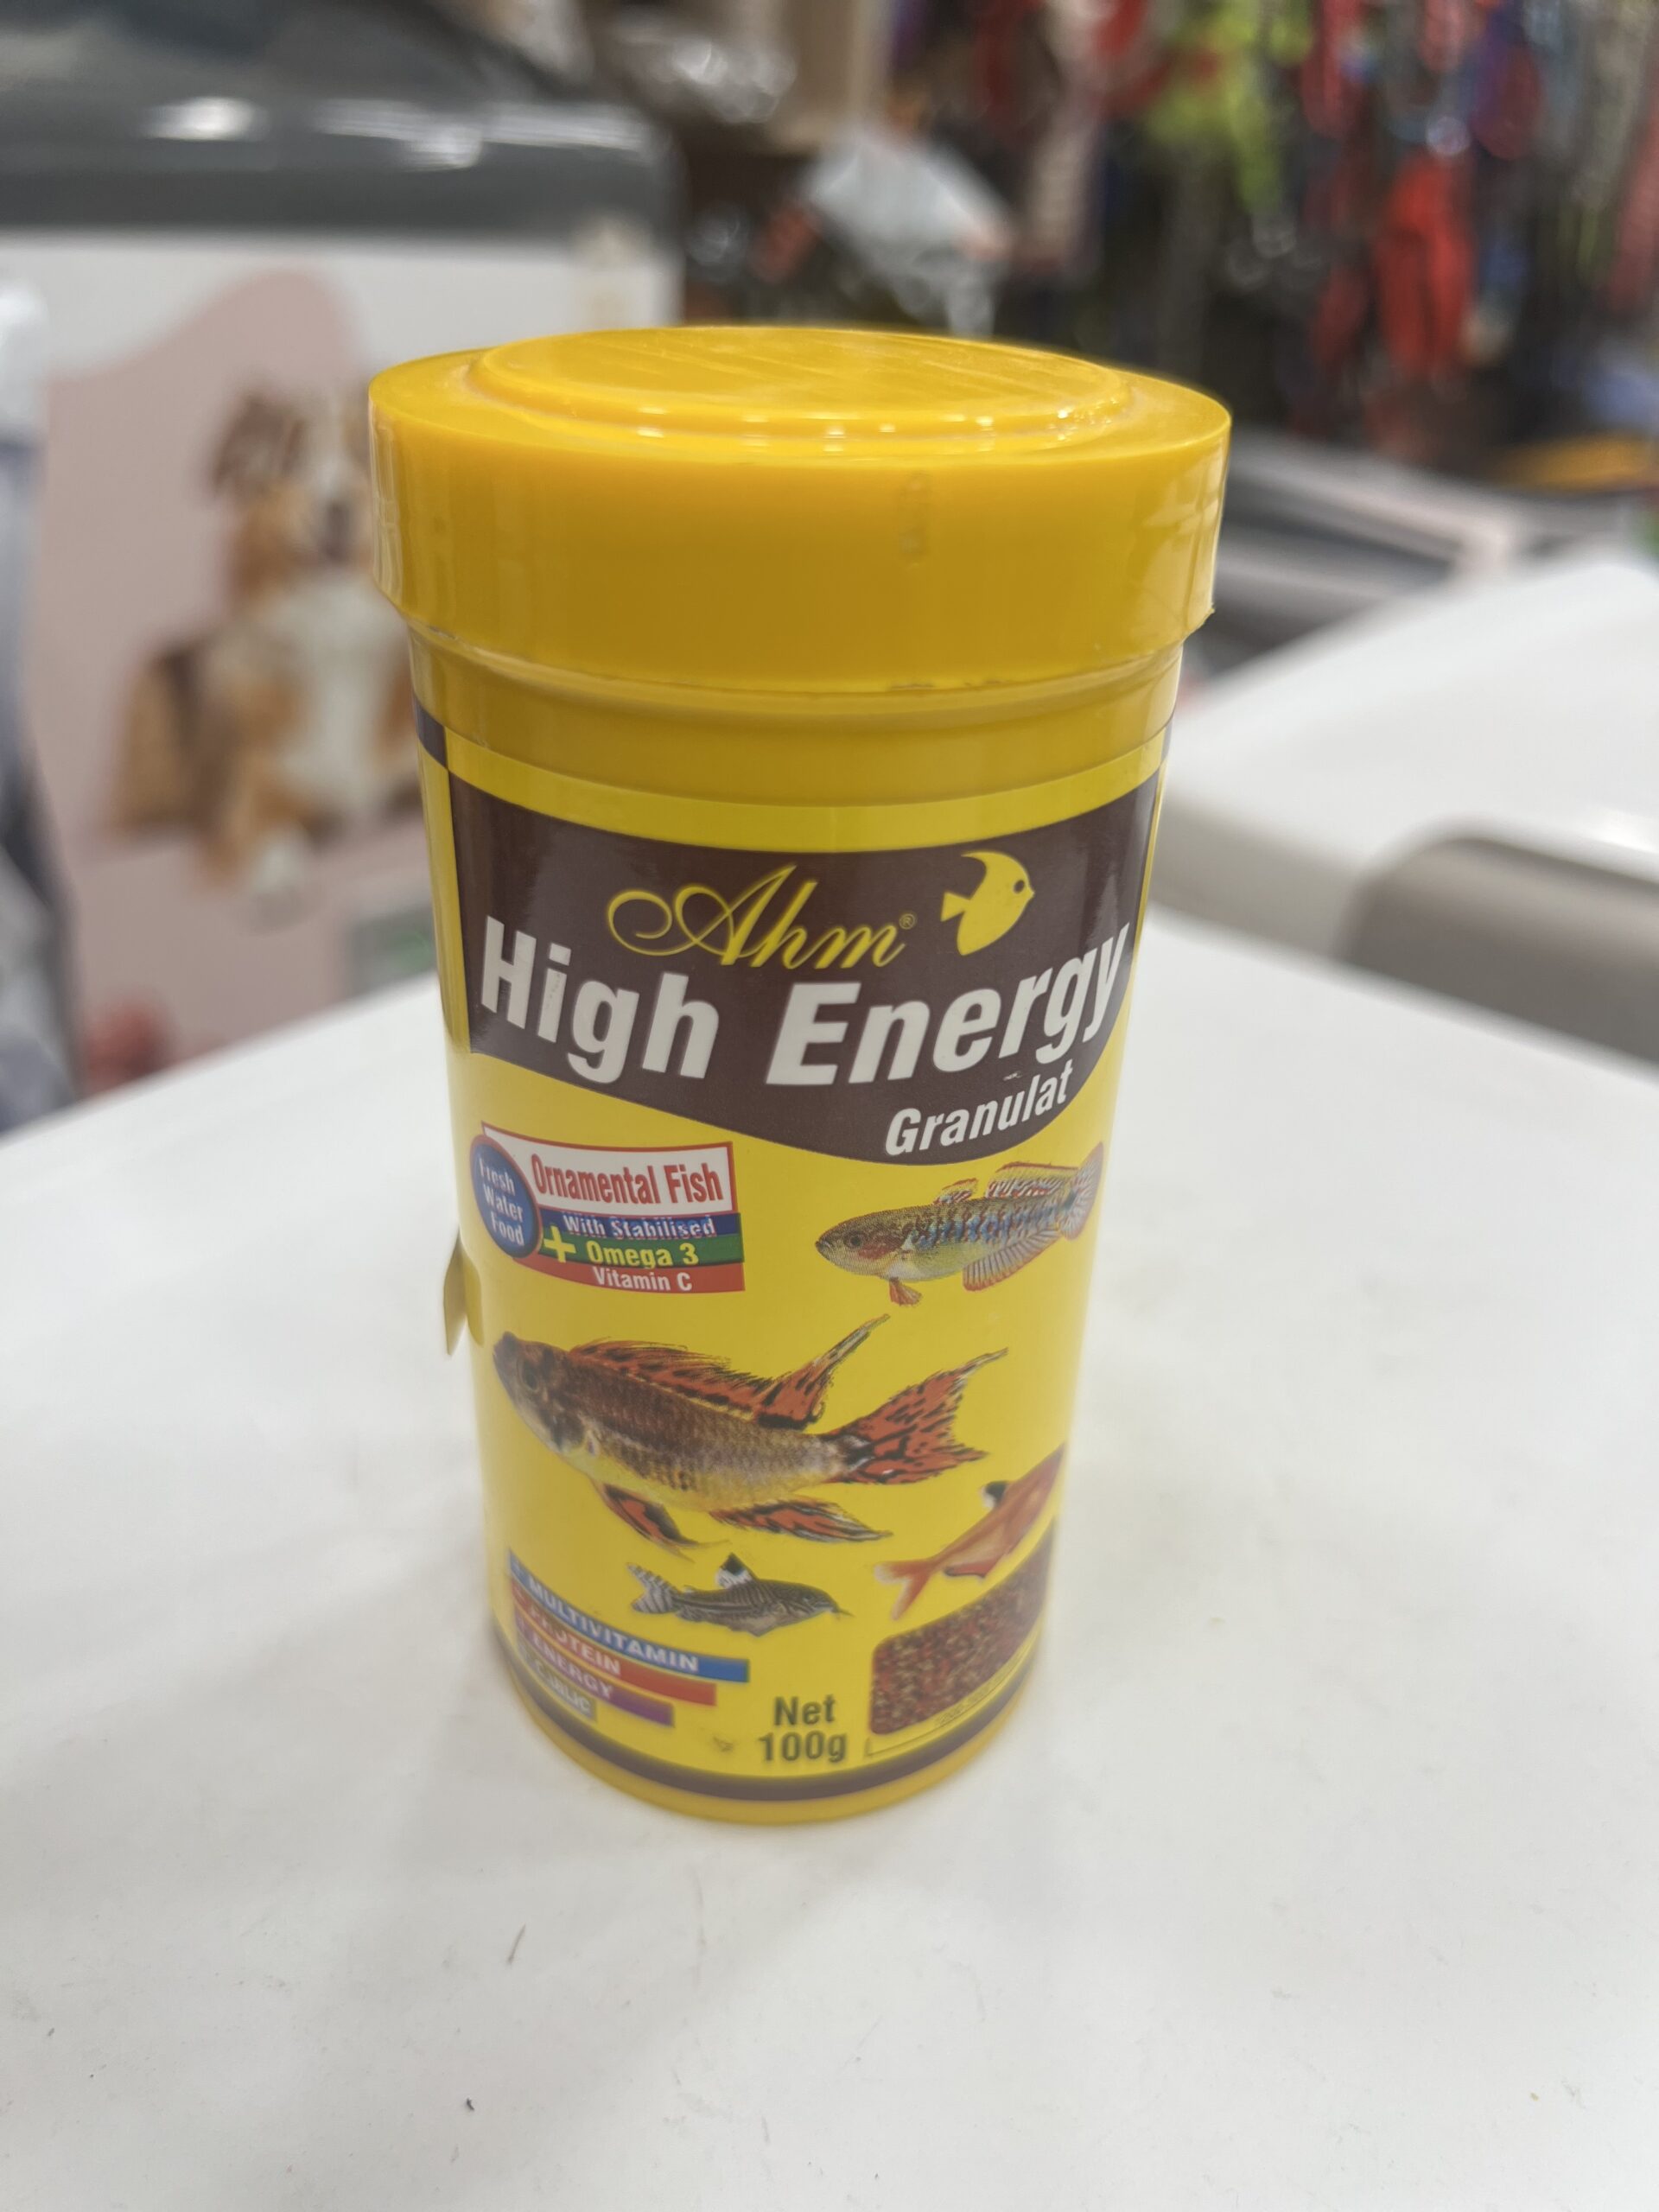 Ahm®
High Energy
Granulat
Fresh
Water
Food
Ornamental Fish
With Stabilised
+ Omega 3
Vitamin C
MULTIVITAMIN
PROTEIN
ENERGY
Garlic
Net
100g